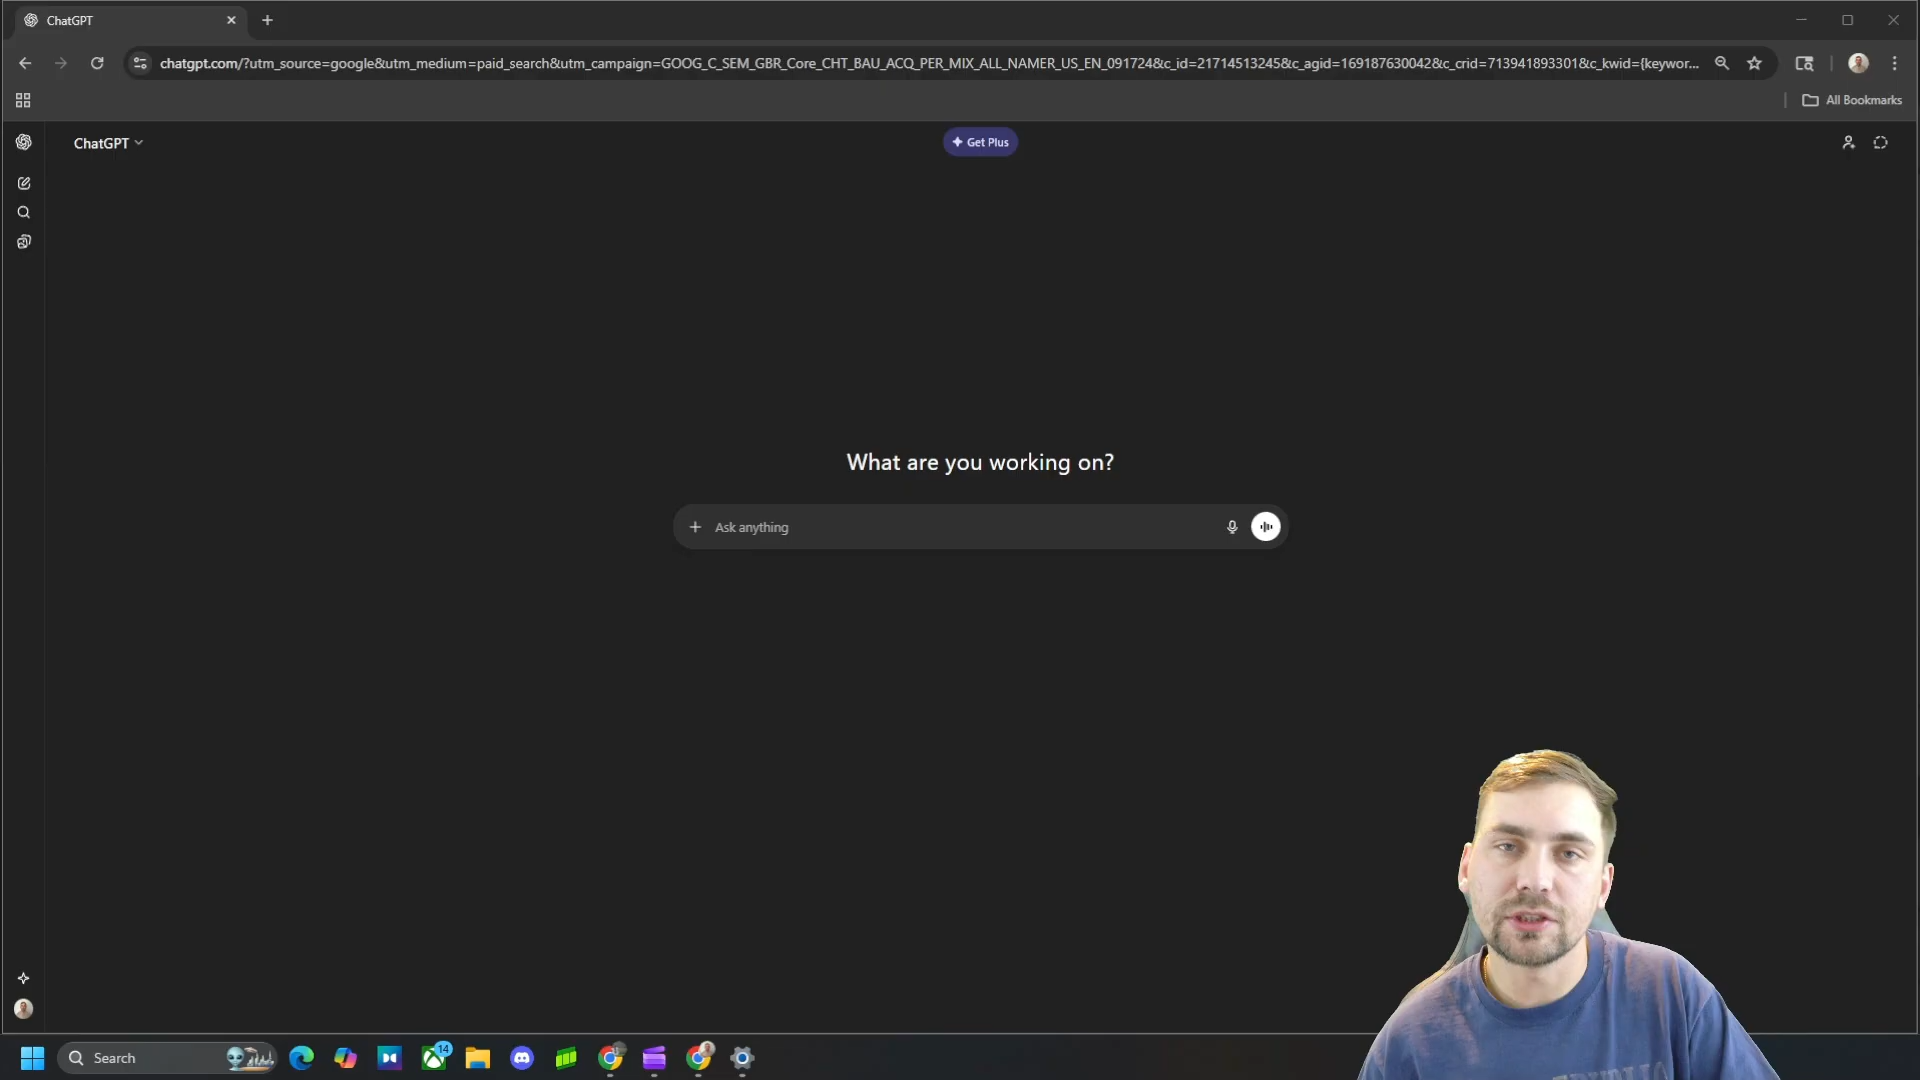 ChatGPT
chatgpt.com/?utm_source=google&utm_medium=paid_search&utm_campaign=GOOG_C_SEM_GBR_Core_CHT_BAU_ACQ_PER_MIX_ALL_NAMER_US_EN_091724&c_id=21714513245&c_agid=169187630042&c_crid=713941893301&c_kwid={keywor...
All Bookmarks
ChatGPT
Get Plus
What are you working on?
Ask anything
Search
14